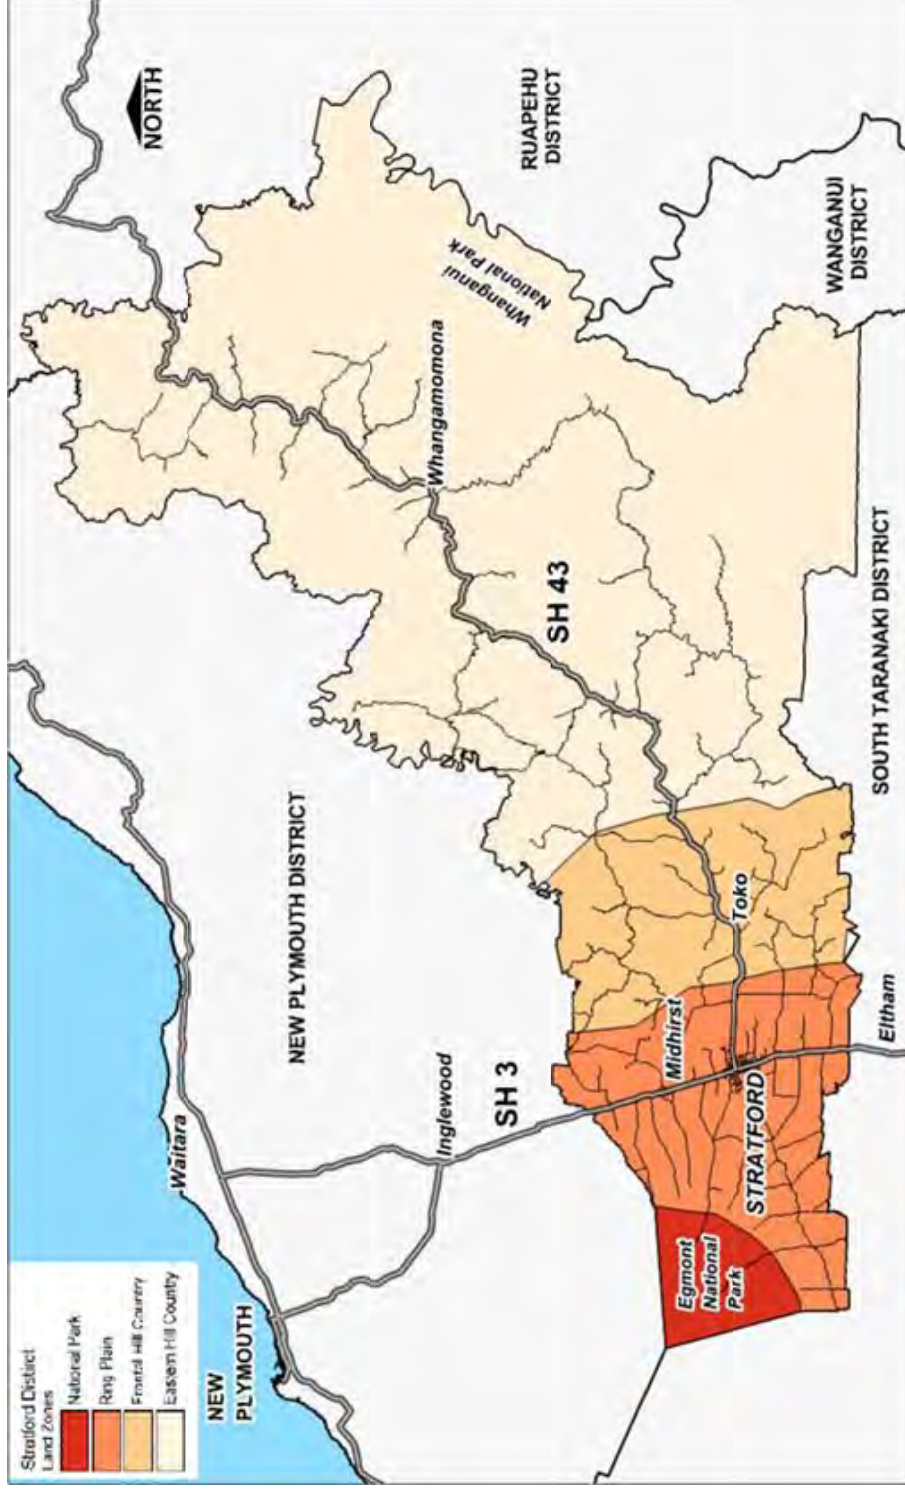 Stratford District
Land Zones
National Park
Ring Plain
Frontal Hill Country
Eastern Hill Country
NORTH
RUAPEHU
DISTRICT
Whanganui
National Park
WANGANUI
DISTRICT
Whangamomona
SH 43
SOUTH TARANAKI DISTRICT
NEW PLYMOUTH DISTRICT
Toko
Midhirst
Eltham
SH 3
Inglewood
STRATFORD
Waitara
Egmont
National
Park
NEW
PLYMOUTH